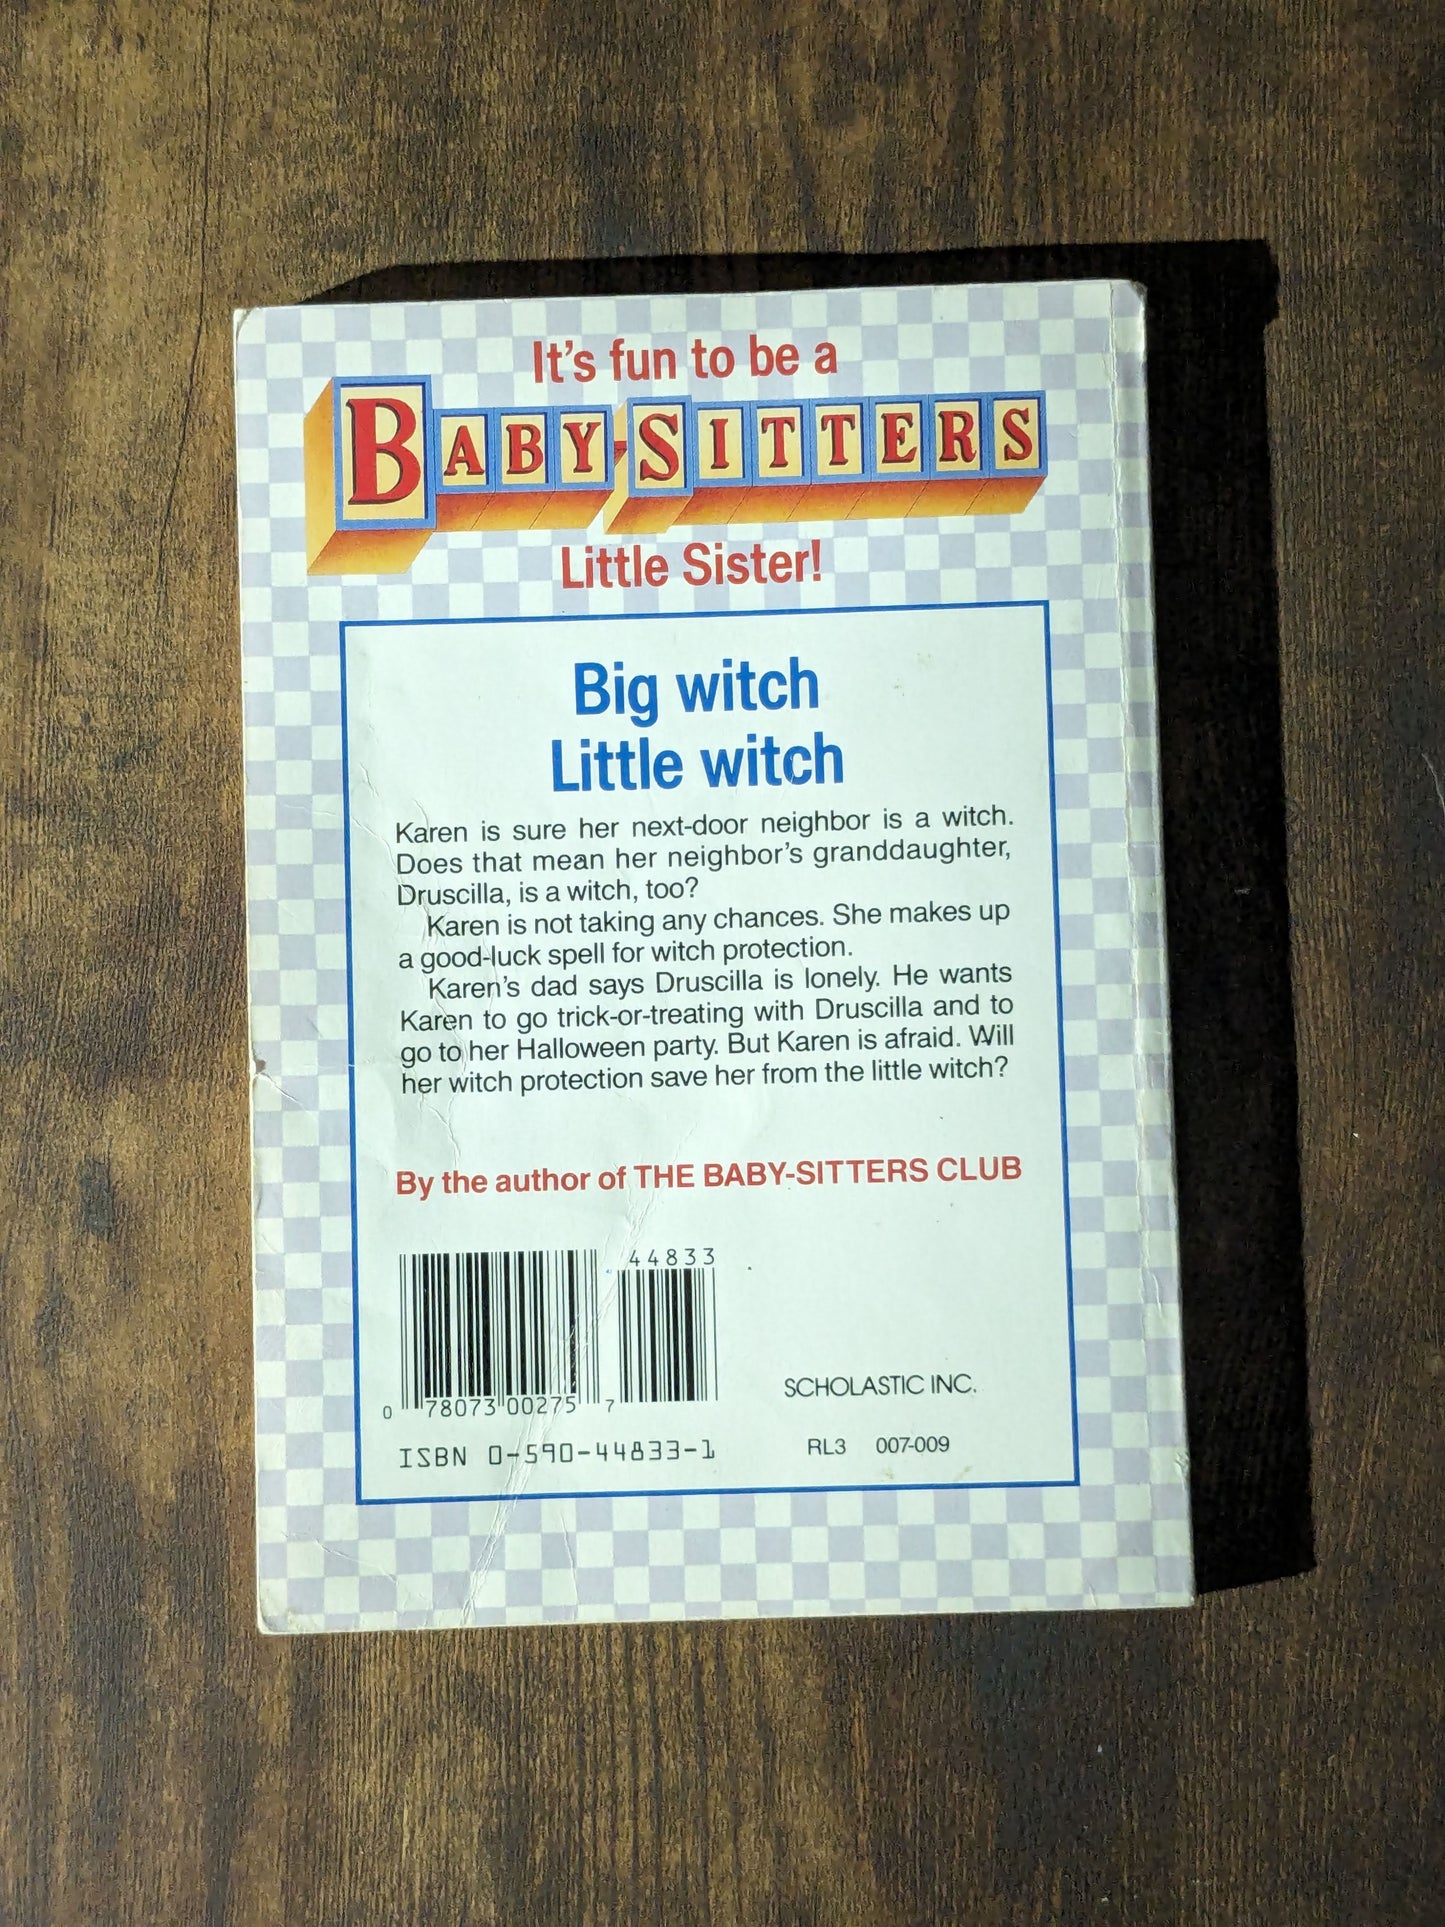 It's fun to be a
BABY-SITTERS
Little Sister!
Big witch
Little witch
Karen is sure her next-door neighbor is a witch.
Does that mean her neighbor's granddaughter,
Druscilla, is a witch, too?
Karen is not taking any chances. She makes up
a good-luck spell for witch protection.
Karen's dad says Druscilla is lonely. He wants
Karen to go trick-or-treating with Druscilla and to
go to her Halloween party. But Karen is afraid. Will
her witch protection save her from the little witch?
By the author of THE BABY-SITTERS CLUB
44833
0 78073 00275 7
SCHOLASTIC INC.
ISBN 0-590-44833-1
RL3 007-009